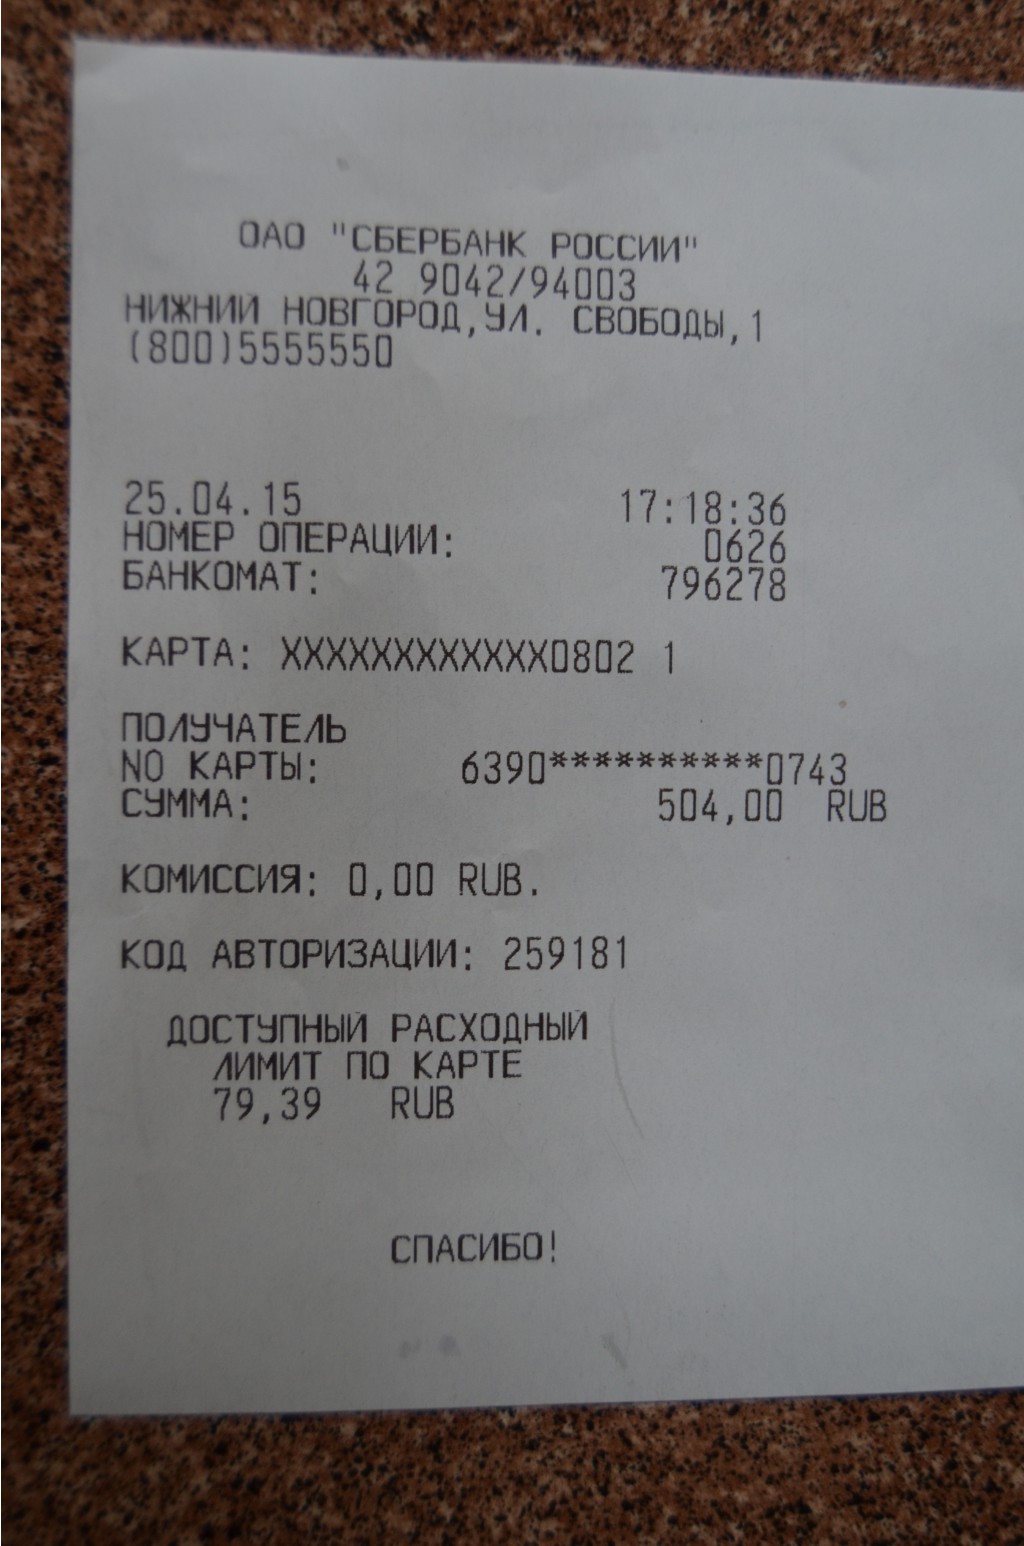 ОАО "СБЕРБАНК РОССИИ"
42 9042/94003
НИЖНИЙ НОВГОРОД,УЛ. СВОБОДЫ,1
(800)5555550
25.04.15 17:18:36
НОМЕР ОПЕРАЦИИ: 0626
БАНКОМАТ: 796278
КАРТА: XXXXXXXXXXXX0802 1
ПОЛУЧАТЕЛЬ
NO КАРТЫ: 6390**********0743
СУММА: 504,00 RUB
КОМИССИЯ: 0,00 RUB.
КОД АВТОРИЗАЦИИ: 259181
ДОСТУПНЫЙ РАСХОДНЫЙ
ЛИМИТ ПО КАРТЕ
79,39 RUB
СПАСИБО!